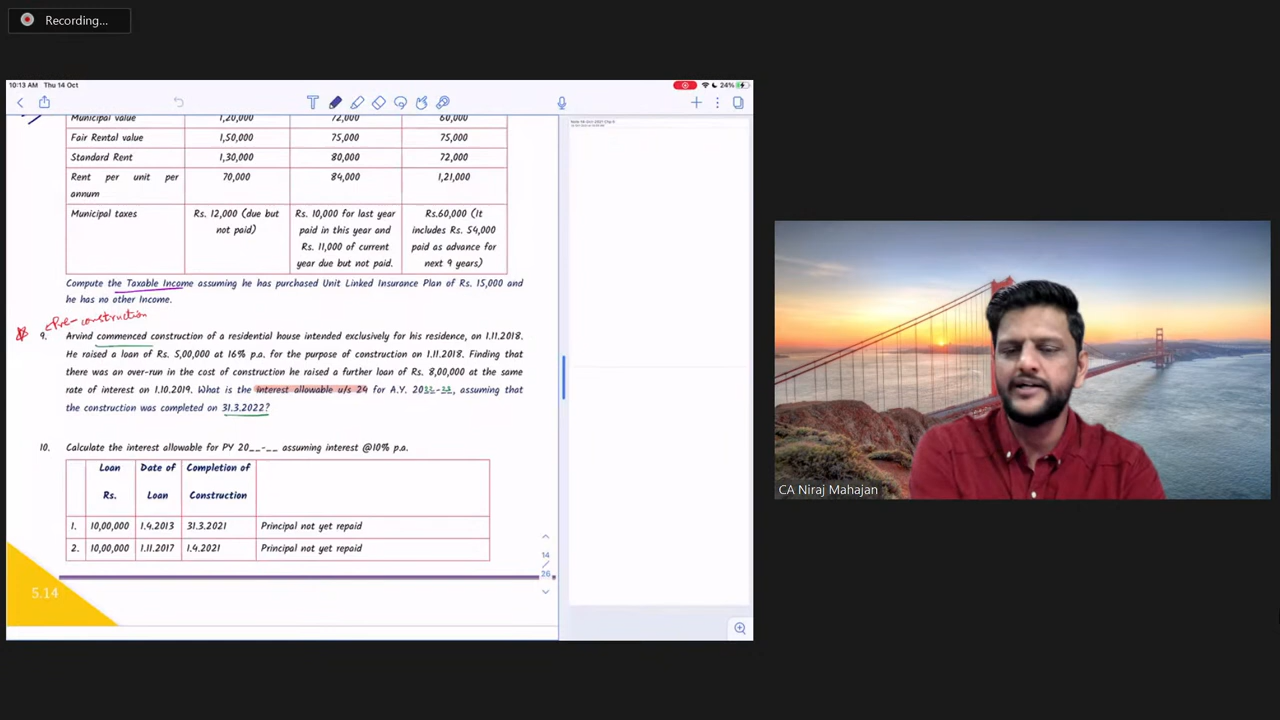 Recording...
10:13 AM Thu 14 Oct
24%
Municipal value 1,20,000 72,000 60,000
Fair Rental value 1,50,000 75,000 75,000
Standard Rent 1,30,000 80,000 72,000
Rent per unit per annum 70,000 84,000 1,21,000
Municipal taxes Rs. 12,000 (due but not paid) Rs. 10,000 for last year paid in this year and Rs. 11,000 of current year due but not paid. Rs.60,000 (It includes Rs. 54,000 paid as advance for next 9 years)
Compute the Taxable Income assuming he has purchased Unit Linked Insurance Plan of Rs. 15,000 and
he has no other Income.
Pre-construction
9. Arvind commenced construction of a residential house intended exclusively for his residence, on 1.11.2018.
He raised a loan of Rs. 5,00,000 at 16% p.a. for the purpose of construction on 1.11.2018. Finding that
there was an over-run in the cost of construction he raised a further loan of Rs. 8,00,000 at the same
rate of interest on 1.10.2019. What is the interest allowable u/s 24 for A.Y. 2022-23, assuming that
the construction was completed on 31.3.2022?
10. Calculate the interest allowable for PY 20__-__ assuming interest @10% p.a.
Loan Rs. Date of Loan Completion of Construction
1. 10,00,000 1.4.2013 31.3.2021 Principal not yet repaid
2. 10,00,000 1.11.2017 1.4.2021 Principal not yet repaid
14
/
26
5.14
CA Niraj Mahajan